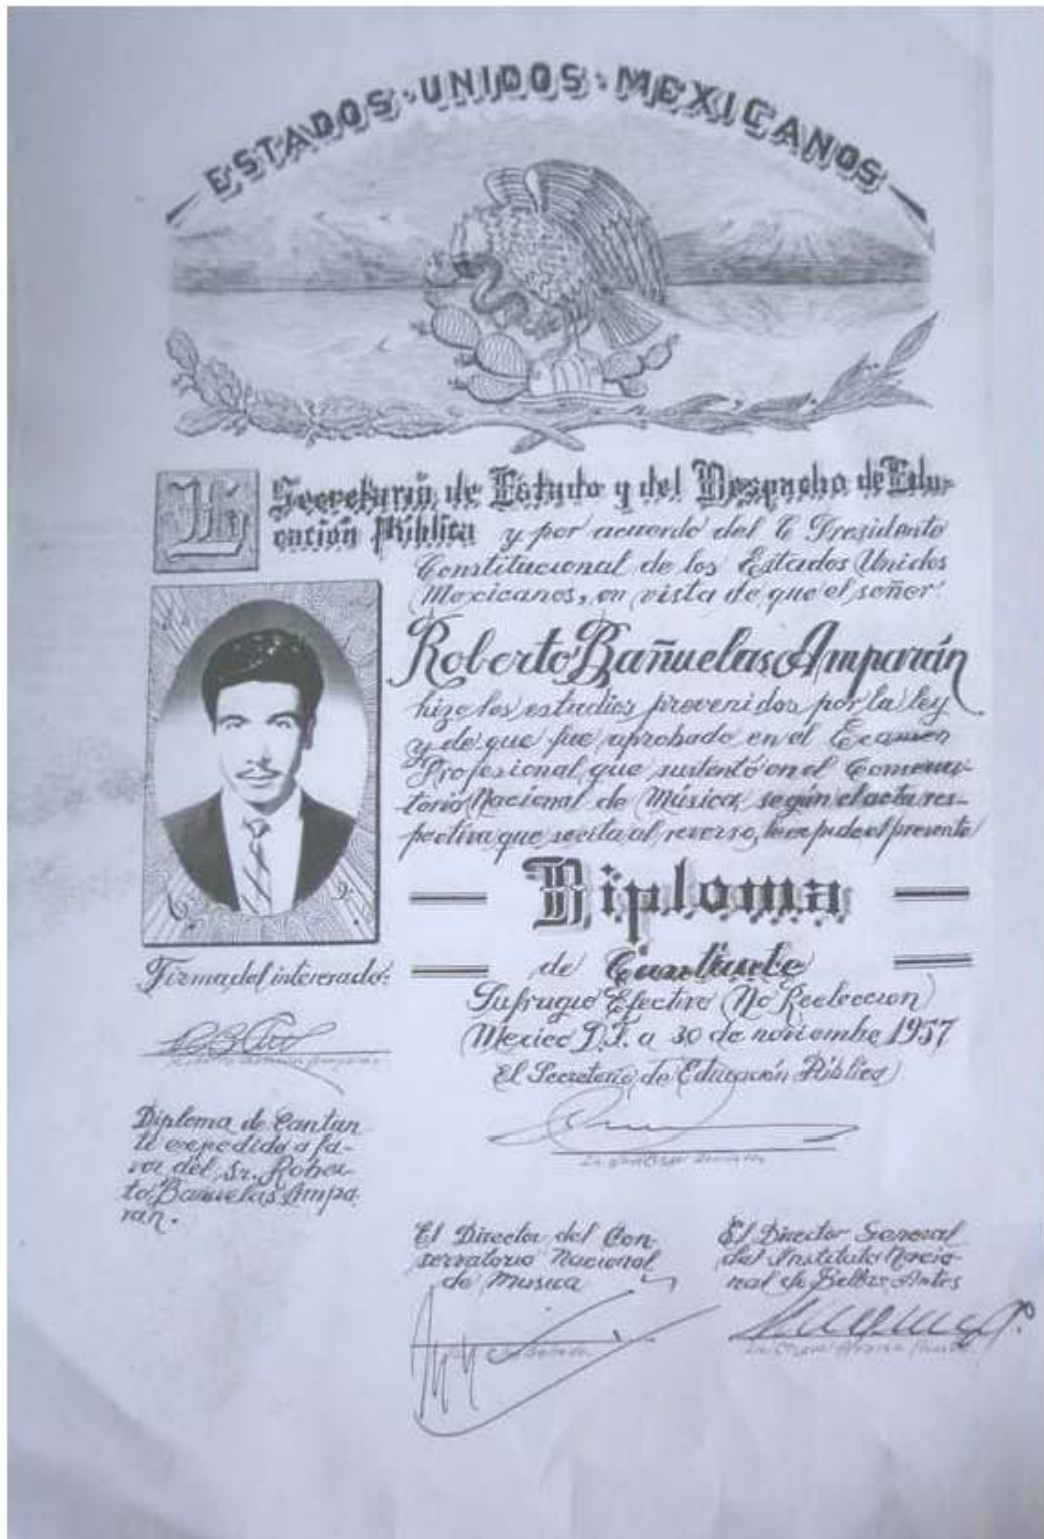 ESTADOS·UNIDOS·MEXICANOS
Secretaría de Estado y del Despacho de Edu-
cación Pública y por acuerdo del C Presidente
Constitucional de los Estados Unidos
Mexicanos, en vista de que el señor:
Roberto Bañuelas Amparán
hizo los estudios prevenidos por la ley
y de que fue aprobado en el Examen
Profesional que sustentó en el Conserva-
torio Nacional de Música, según el acta res-
pectiva que se cita al reverso, le expide el presente
Diploma
de Cantante
Sufragio Efectivo (No Reeleccion)
Mexico D.F. a 30 de noviembre 1957
El Secretario de Educación Pública
Firma del interesado:
Diploma de Cantan
te expedido a fa-
vor del Sr. Rober
to Bañuelas Ampa
rán.
El Director del Con
servatorio Nacional
de Musica
El Director General
del Instituto Nacio-
nal de Bellas Artes